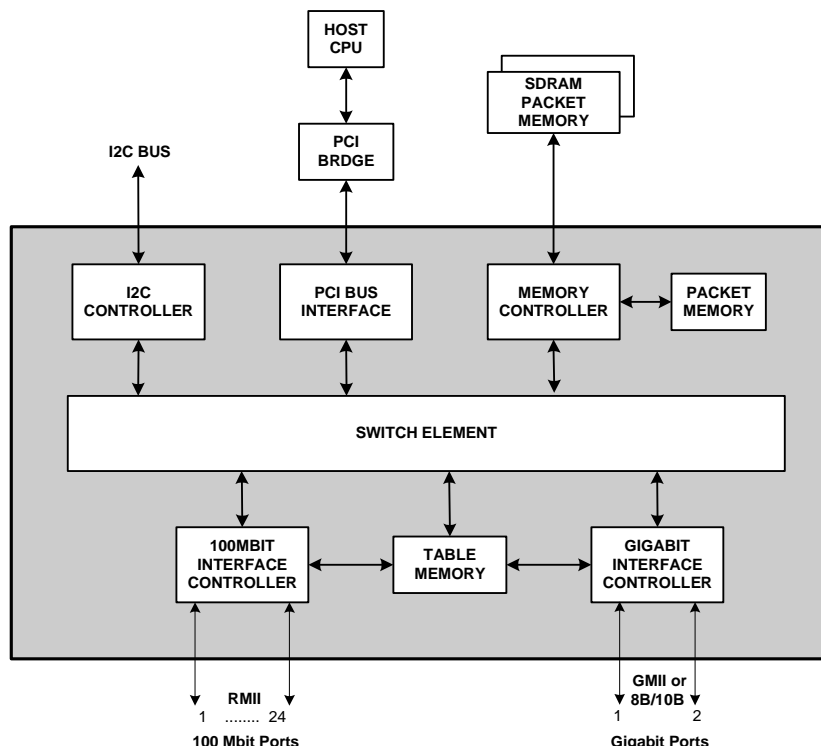 HOST
CPU
SDRAM
PACKET
MEMORY
PCI
BRDGE
I2C BUS
I2C
CONTROLLER
PCI BUS
INTERFACE
MEMORY
CONTROLLER
PACKET
MEMORY
SWITCH ELEMENT
100MBIT
INTERFACE
CONTROLLER
TABLE
MEMORY
GIGABIT
INTERFACE
CONTROLLER
RMII
1 ........ 24
100 Mbit Ports
GMII or
8B/10B
1 2
Gigabit Ports